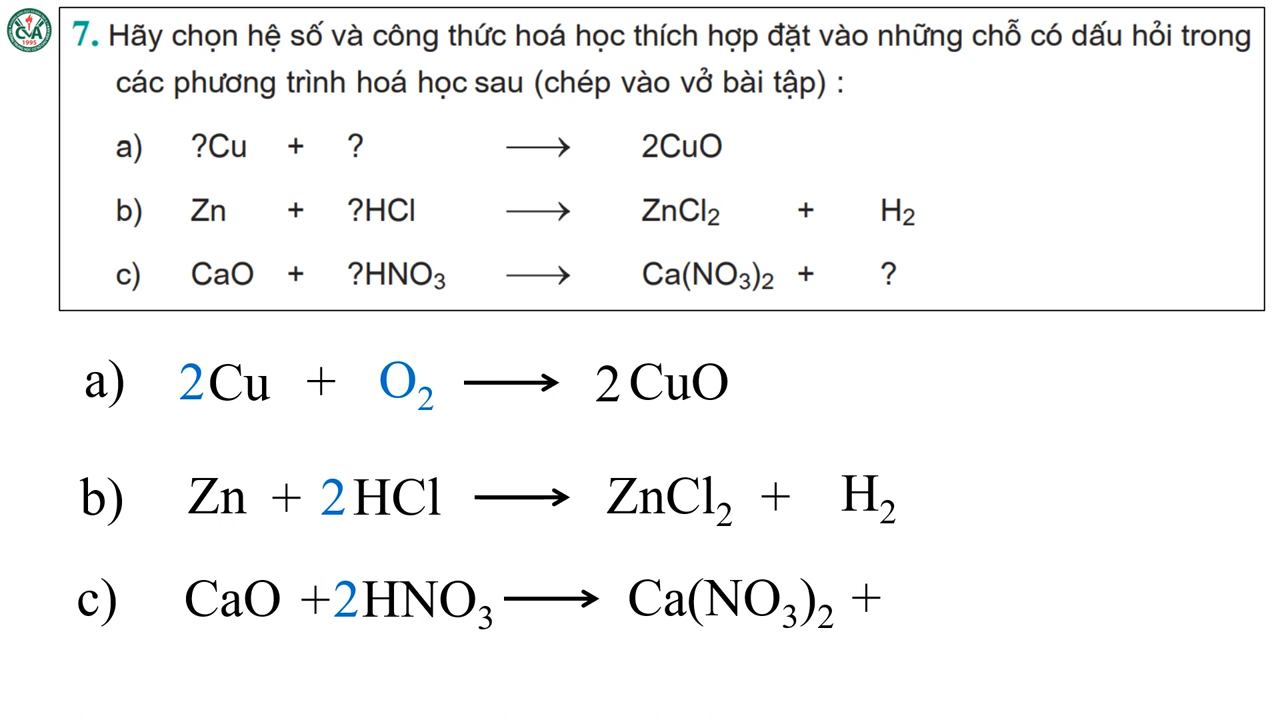 CVA
1995
7. Hãy chọn hệ số và công thức hoá học thích hợp đặt vào những chỗ có dấu hỏi trong
các phương trình hoá học sau (chép vào vở bài tập) :
a) ?Cu + ? ⟶ 2CuO
b) Zn + ?HCl ⟶ ZnCl₂ + H₂
c) CaO + ?HNO₃ ⟶ Ca(NO₃)₂ + ?
a) 2Cu + O₂ ⟶ 2CuO
b) Zn + 2HCl ⟶ ZnCl₂ + H₂
c) CaO +2HNO₃ ⟶ Ca(NO₃)₂ +